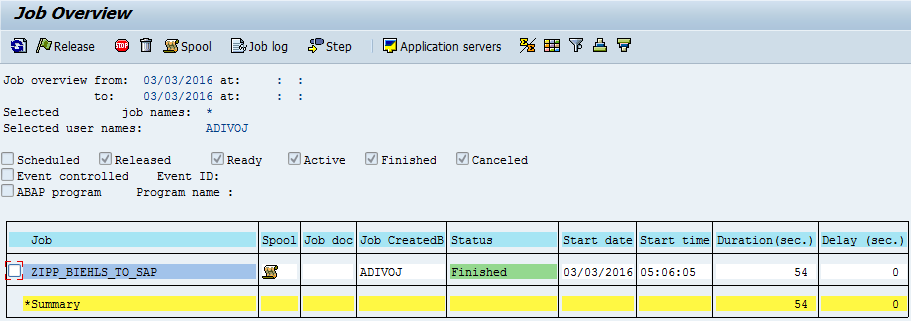 Job Overview
Release Spool Job log Step Application servers
Job overview from: 03/03/2016 at: : :
to: 03/03/2016 at: : :
Selected job names: *
Selected user names: ADIVOJ
Scheduled Released Ready Active Finished Canceled
Event controlled Event ID:
ABAP program Program name :
Job Spool Job doc Job CreatedB Status Start date Start time Duration(sec.) Delay (sec.)
ZIPP_BIEHLS_TO_SAP ADIVOJ Finished 03/03/2016 05:06:05 54 0
*Summary 54 0